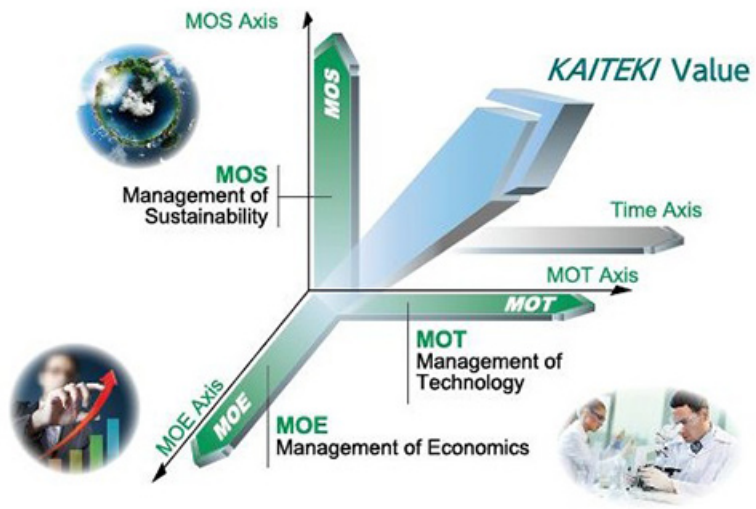 MOS Axis
KAITEKI Value
MOS
MOS
Management of
Sustainability
Time Axis
MOT Axis
MOT
MOT
Management of
Technology
MOE Axis
MOE
MOE
Management of Economics